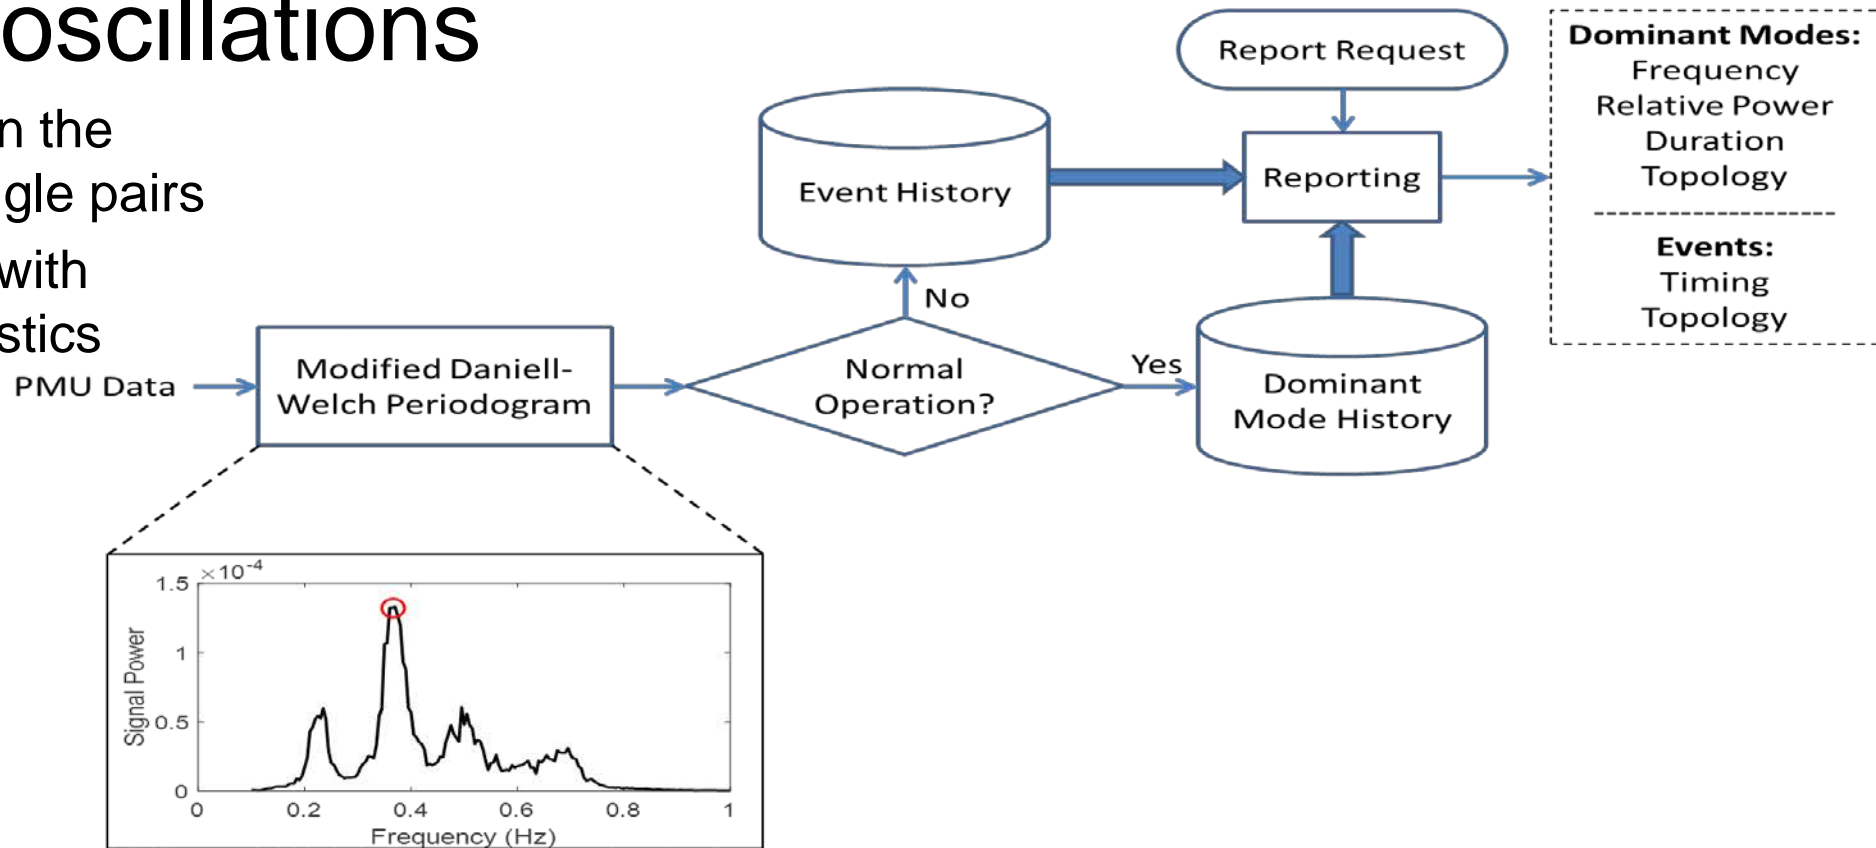 oscillations
n the
gle pairs
with
stics
PMU Data
Modified Daniell-
Welch Periodogram
Normal
Operation?
No
Yes
Event History
Dominant
Mode History
Report Request
Reporting
Dominant Modes:
Frequency
Relative Power
Duration
Topology
Events:
Timing
Topology
×10-4
1.5
1
0.5
0
Signal Power
0 0.2 0.4 0.6 0.8 1
Frequency (Hz)